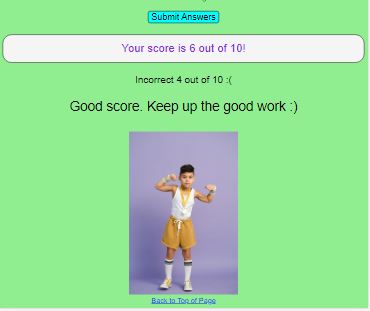 Submit Answers
Your score is 6 out of 10!
Incorrect 4 out of 10 :(
Good score. Keep up the good work :)
Back to Top of Page